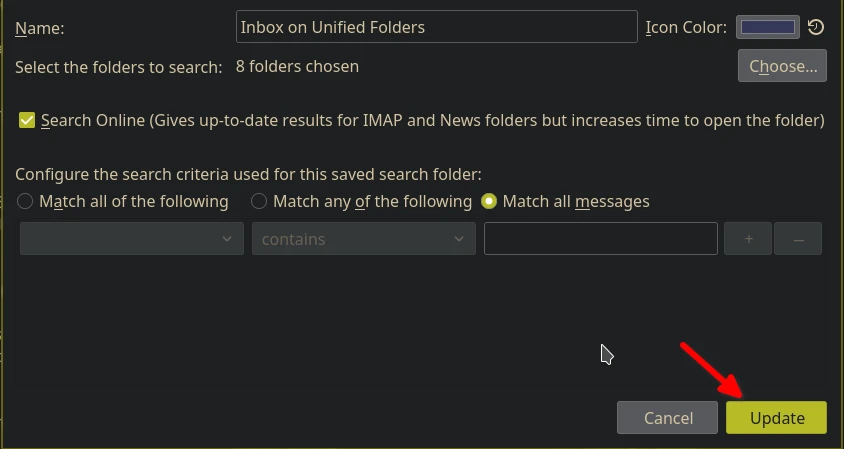 Name: Inbox on Unified Folders Icon Color:
Select the folders to search: 8 folders chosen Choose...
Search Online (Gives up-to-date results for IMAP and News folders but increases time to open the folder)
Configure the search criteria used for this saved search folder:
Match all of the following Match any of the following Match all messages
contains + –
Cancel Update